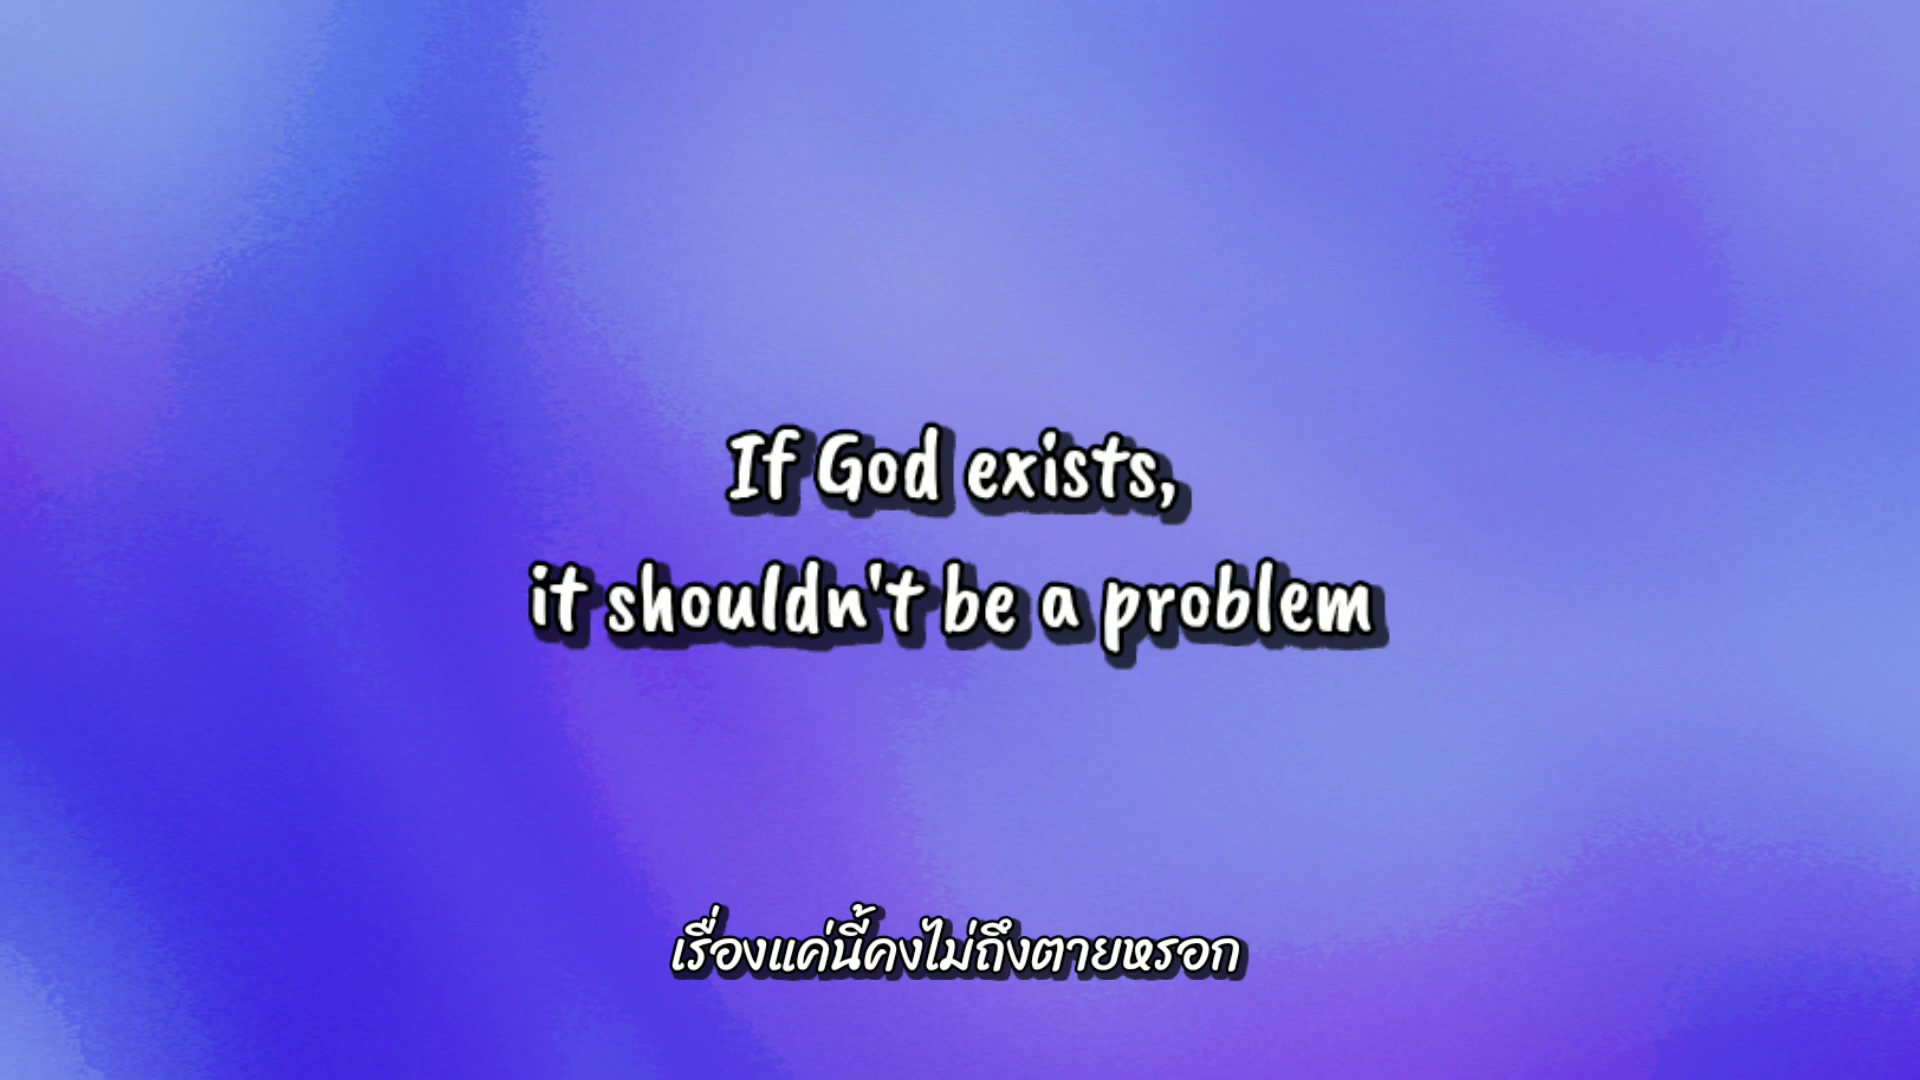 If God exists,
it shouldn't be a problem
เรื่องแค่นี้คงไม่ถึงตายหรอก